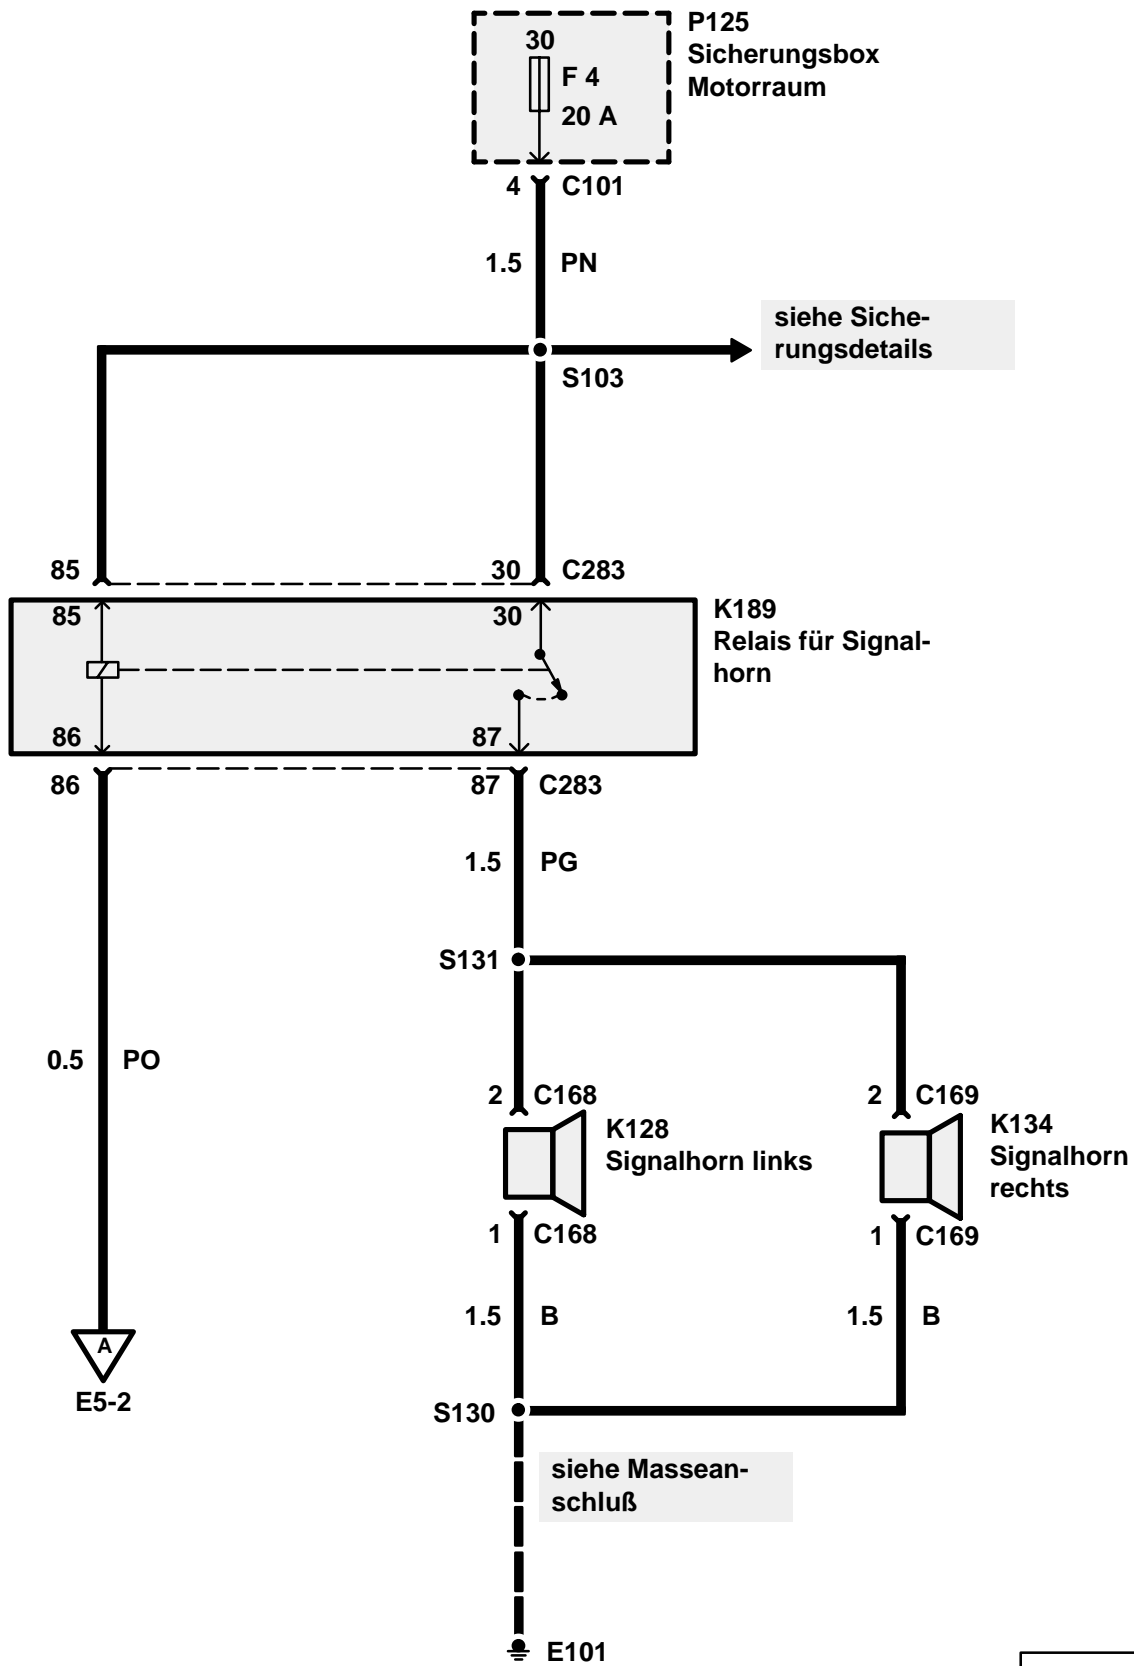 P125
Sicherungsbox
Motorraum
30
F 4
20 A
4 C101
1.5 PN
siehe Siche-
rungsdetails
S103
85 30 C283
85 30
K189
Relais für Signal-
horn
86 87
86 87 C283
1.5 PG
S131
0.5 PO
2 C168
K128
Signalhorn links
1 C168
2 C169
K134
Signalhorn
rechts
1 C169
1.5 B
1.5 B
A
E5-2
S130
siehe Massean-
schluß
E101